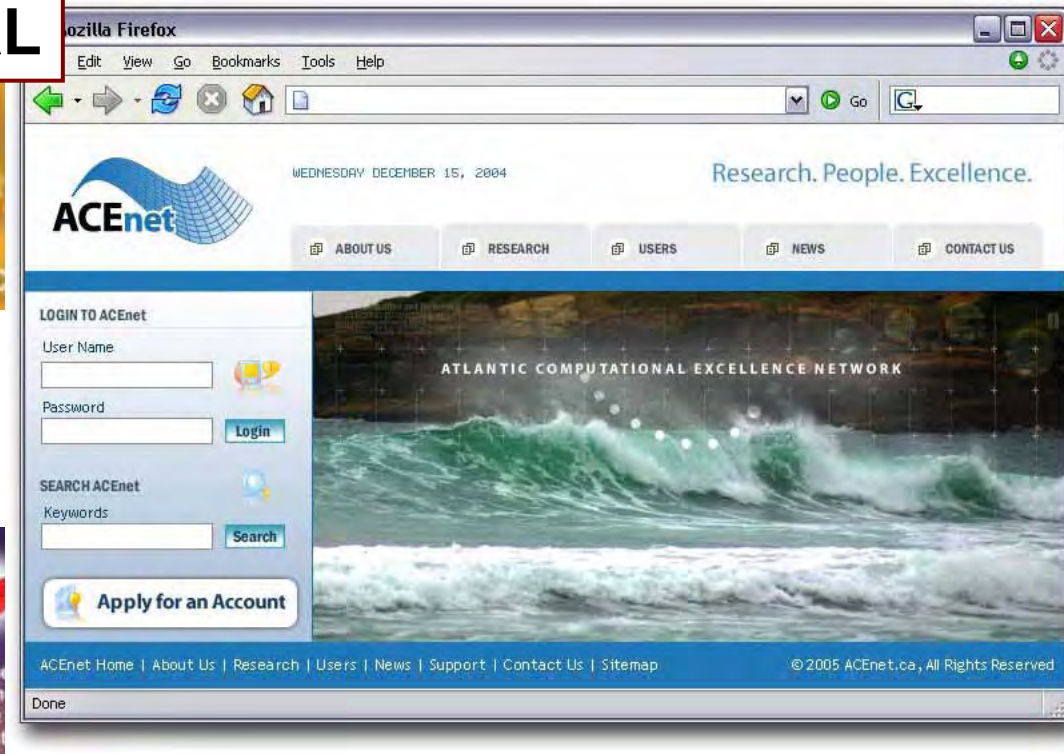 L
ozilla Firefox
Edit View Go Bookmarks Tools Help
Go G
ACEnet
WEDNESDAY DECEMBER 15, 2004
Research. People. Excellence.
ABOUT US RESEARCH USERS NEWS CONTACT US
LOGIN TO ACEnet
User Name
Password
Login
SEARCH ACEnet
Keywords
Search
Apply for an Account
ATLANTIC COMPUTATIONAL EXCELLENCE NETWORK
ACEnet Home | About Us | Research | Users | News | Support | Contact Us | Sitemap
© 2005 ACEnet.ca, All Rights Reserved
Done